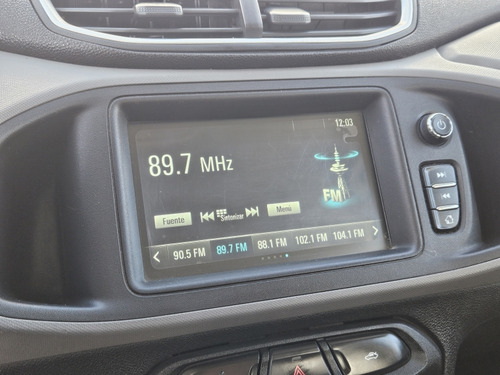 12:03
89.7 MHz
FM
Fuente
Sintonizar
Menú
90.5 FM 89.7 FM 88.1 FM 102.1 FM 104.1 FM